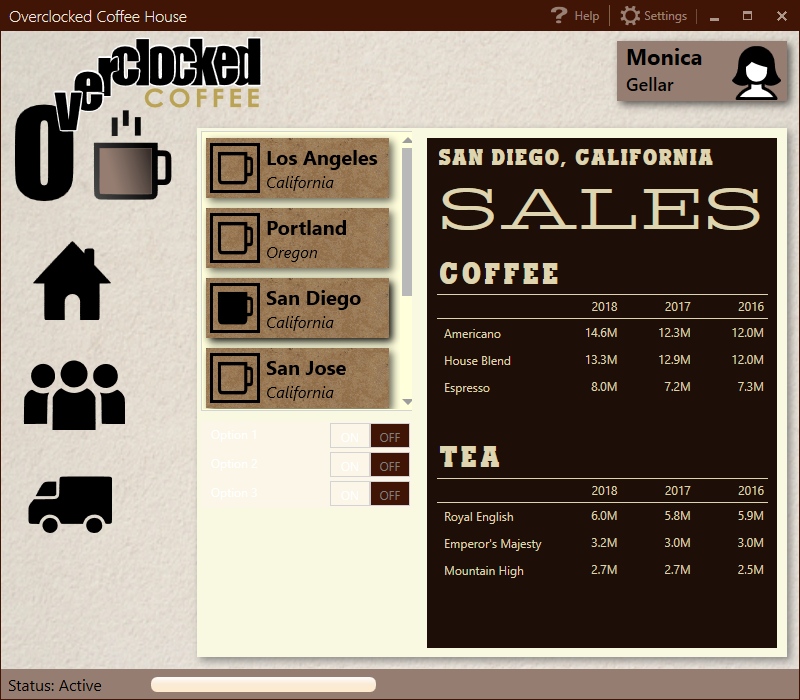 Overclocked Coffee House
Help
Settings
Overclocked
COFFEE
Monica
Gellar
Los Angeles
California
Portland
Oregon
San Diego
California
San Jose
California
Option 1 ON OFF
Option 2 ON OFF
Option 3 ON OFF
SAN DIEGO, CALIFORNIA
SALES
COFFEE
2018 2017 2016
Americano 14.6M 12.3M 12.0M
House Blend 13.3M 12.9M 12.0M
Espresso 8.0M 7.2M 7.3M
TEA
2018 2017 2016
Royal English 6.0M 5.8M 5.9M
Emperor's Majesty 3.2M 3.0M 3.0M
Mountain High 2.7M 2.7M 2.5M
Status: Active